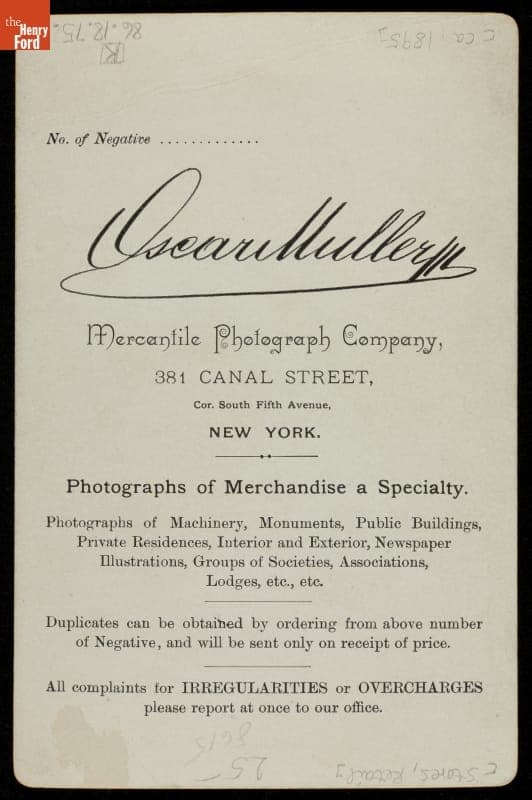 the Henry Ford
86.18.75.
K
[ca. 1895]
No. of Negative .............
Oscar Muller
Mercantile Photograph Company,
381 CANAL STREET,
Cor. South Fifth Avenue,
NEW YORK.
Photographs of Merchandise a Specialty.
Photographs of Machinery, Monuments, Public Buildings,
Private Residences, Interior and Exterior, Newspaper
Illustrations, Groups of Societies, Associations,
Lodges, etc., etc.
Duplicates can be obtained by ordering from above number
of Negative, and will be sent only on receipt of price.
All complaints for IRREGULARITIES or OVERCHARGES
please report at once to our office.
25
[Stores, Retail]